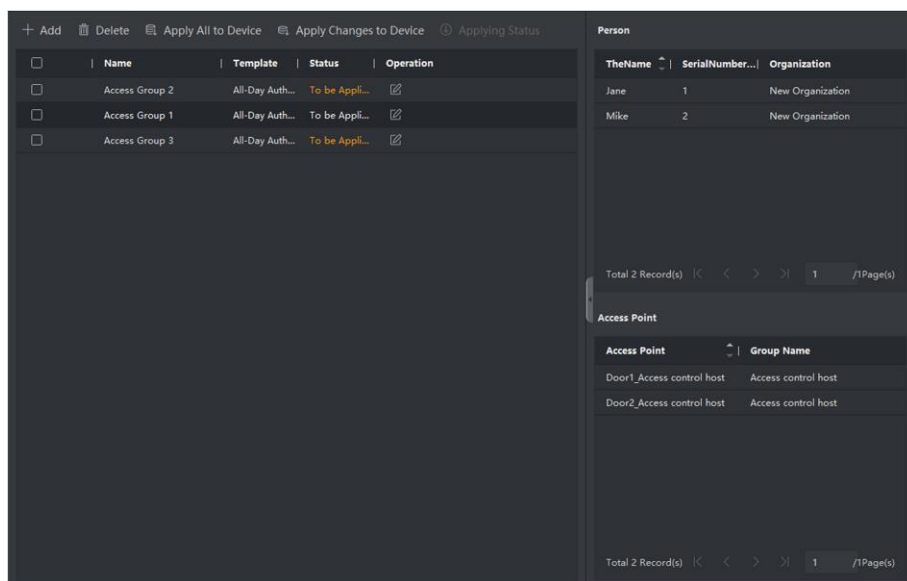 Add Delete Apply All to Device Apply Changes to Device Applying Status
Name Template Status Operation
Access Group 2 All-Day Auth... To be Appli...
Access Group 1 All-Day Auth... To be Appli...
Access Group 3 All-Day Auth... To be Appli...
Person
TheName SerialNumber... Organization
Jane 1 New Organization
Mike 2 New Organization
Total 2 Record(s) 1 /1Page(s)
Access Point
Access Point Group Name
Door1_Access control host Access control host
Door2_Access control host Access control host
Total 2 Record(s) 1 /1Page(s)